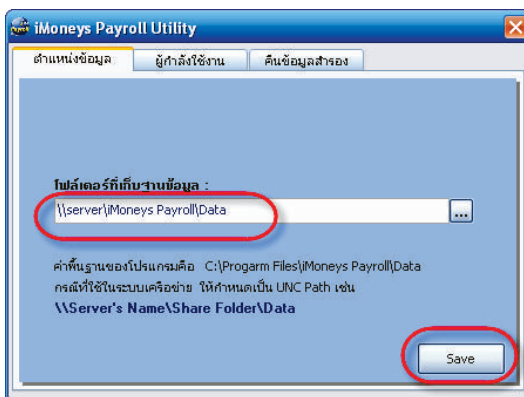 iMoneys Payroll Utility
ตำแหน่งข้อมูล ผู้กำลังใช้งาน คืนข้อมูลสำรอง
โฟล์เดอร์ที่เก็บฐานข้อมูล :
\\server\iMoneys Payroll\Data
...
ค่าพื้นฐานของโปรแกรมคือ C:\Progarm Files\iMoneys Payroll\Data
กรณีที่ใช้ในระบบเครือข่าย ให้กำหนดเป็น UNC Path เช่น
\\Server's Name\Share Folder\Data
Save